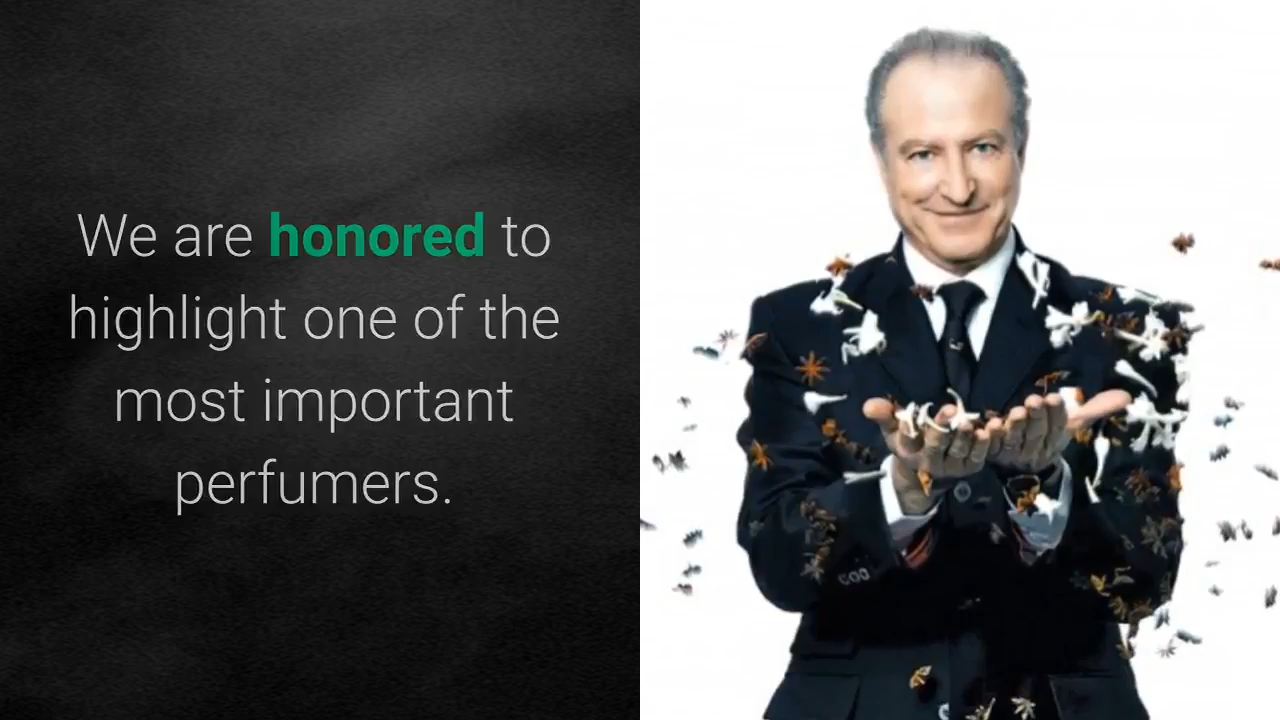 We are honored to
highlight one of the
most important
perfumers.